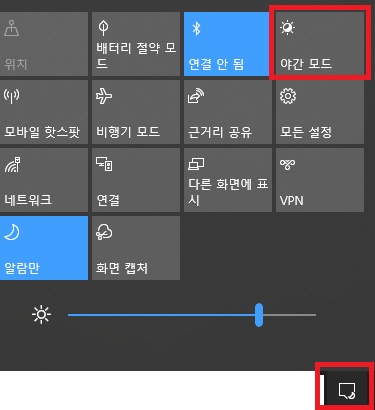 위치
배터리 절약 모
드
연결 안 됨
야간 모드
모바일 핫스팟
비행기 모드
근거리 공유
모든 설정
네트워크
연결
다른 화면에 표
시
VPN
알람만
화면 캡처